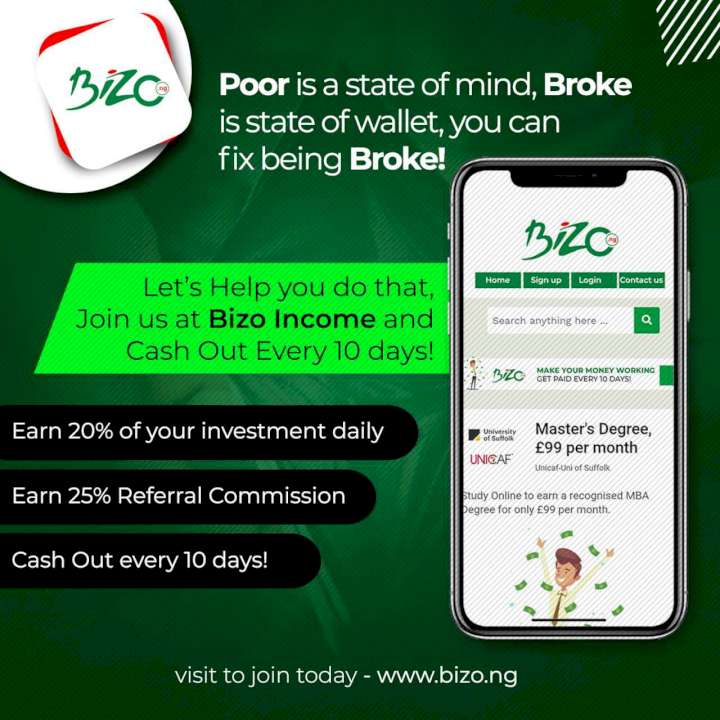 BiZo.ng
Poor is a state of mind, Broke
is state of wallet, you can
fix being Broke!
Let's Help you do that,
Join us at Bizo Income and
Cash Out Every 10 days!
Earn 20% of your investment daily
Earn 25% Referral Commission
Cash Out every 10 days!
BiZo.ng
Home Sign up Login Contact us
Search anything here ...
BiZo
MAKE YOUR MONEY WORKING
GET PAID EVERY 10 DAYS!
University
of Suffolk
UNICAF
Master's Degree,
£99 per month
Unicaf-Uni of Suffolk
Study Online to earn a recognised MBA
Degree for only £99 per month.
visit to join today - www.bizo.ng